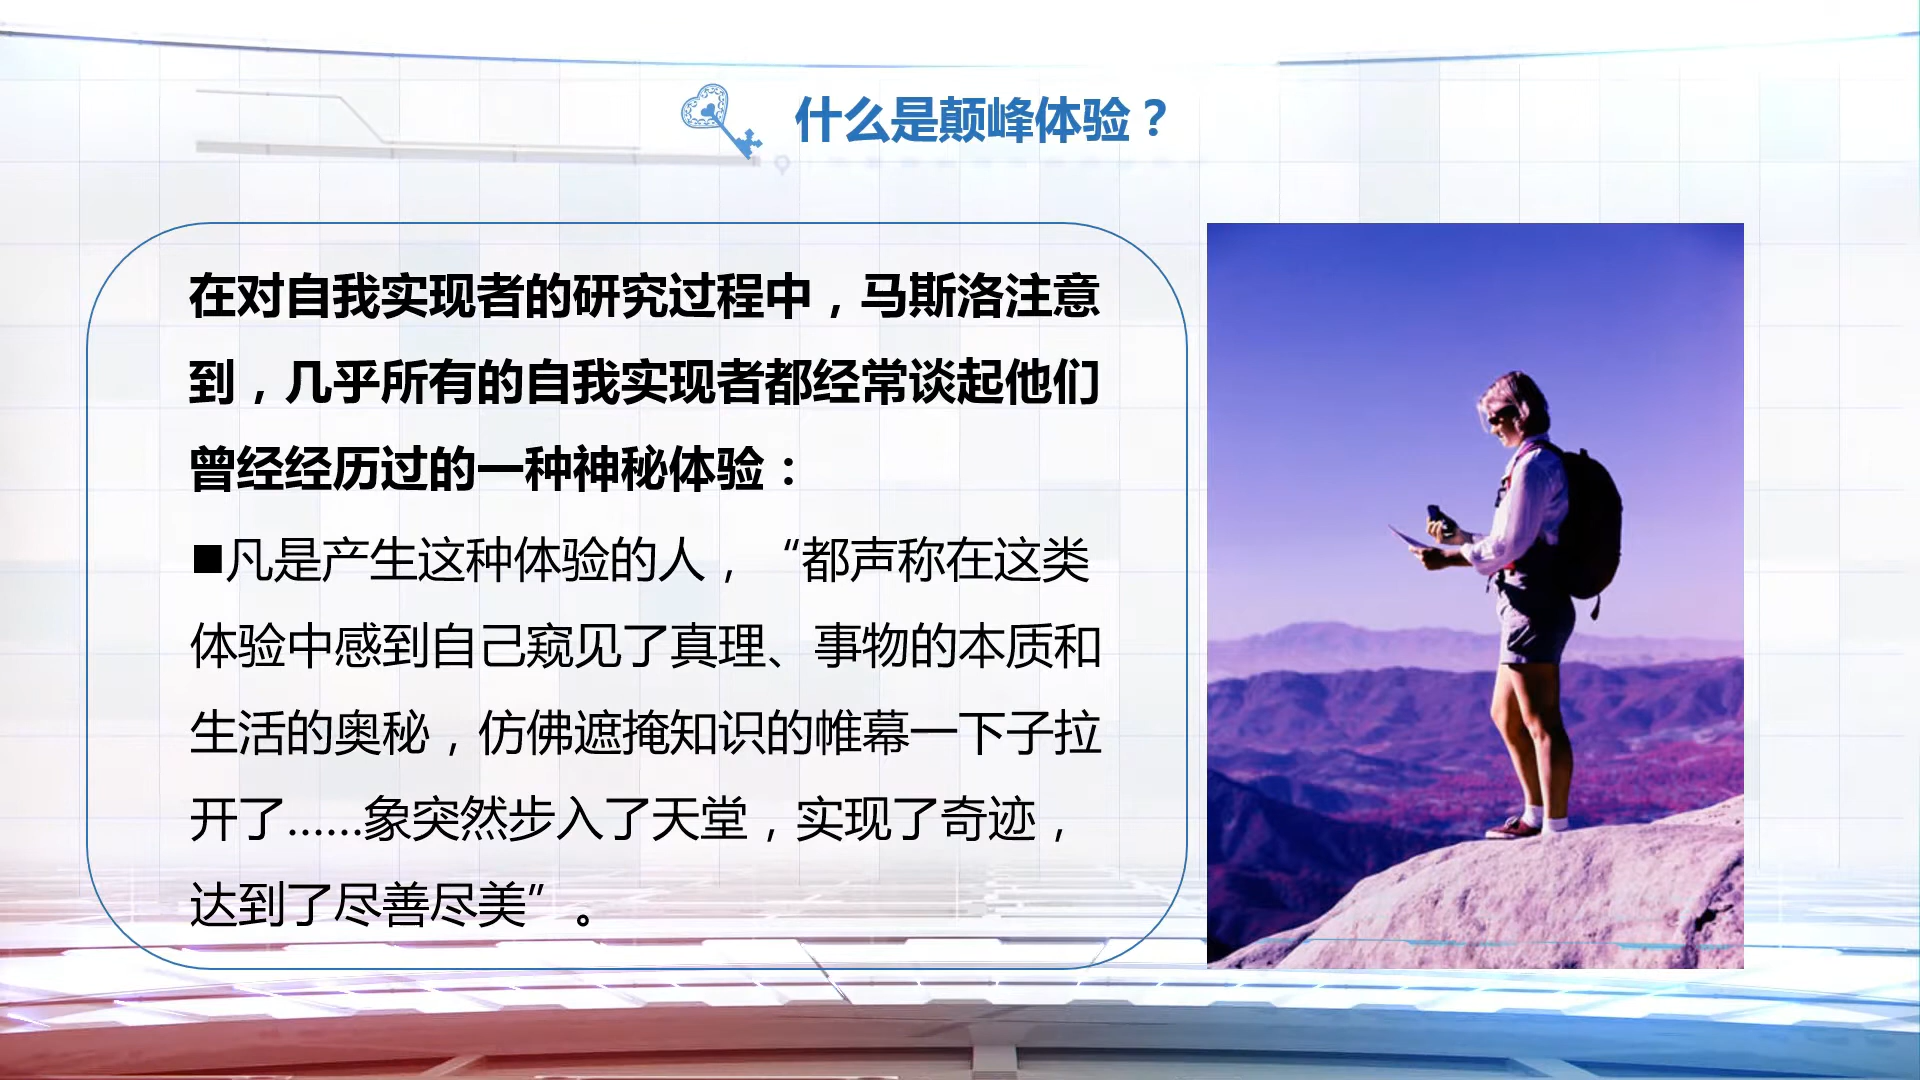 什么是颠峰体验？
在对自我实现者的研究过程中，马斯洛注意
到，几乎所有的自我实现者都经常谈起他们
曾经经历过的一种神秘体验：
■凡是产生这种体验的人，“都声称在这类
体验中感到自己窥见了真理、事物的本质和
生活的奥秘，仿佛遮掩知识的帷幕一下子拉
开了……象突然步入了天堂，实现了奇迹，
达到了尽善尽美”。